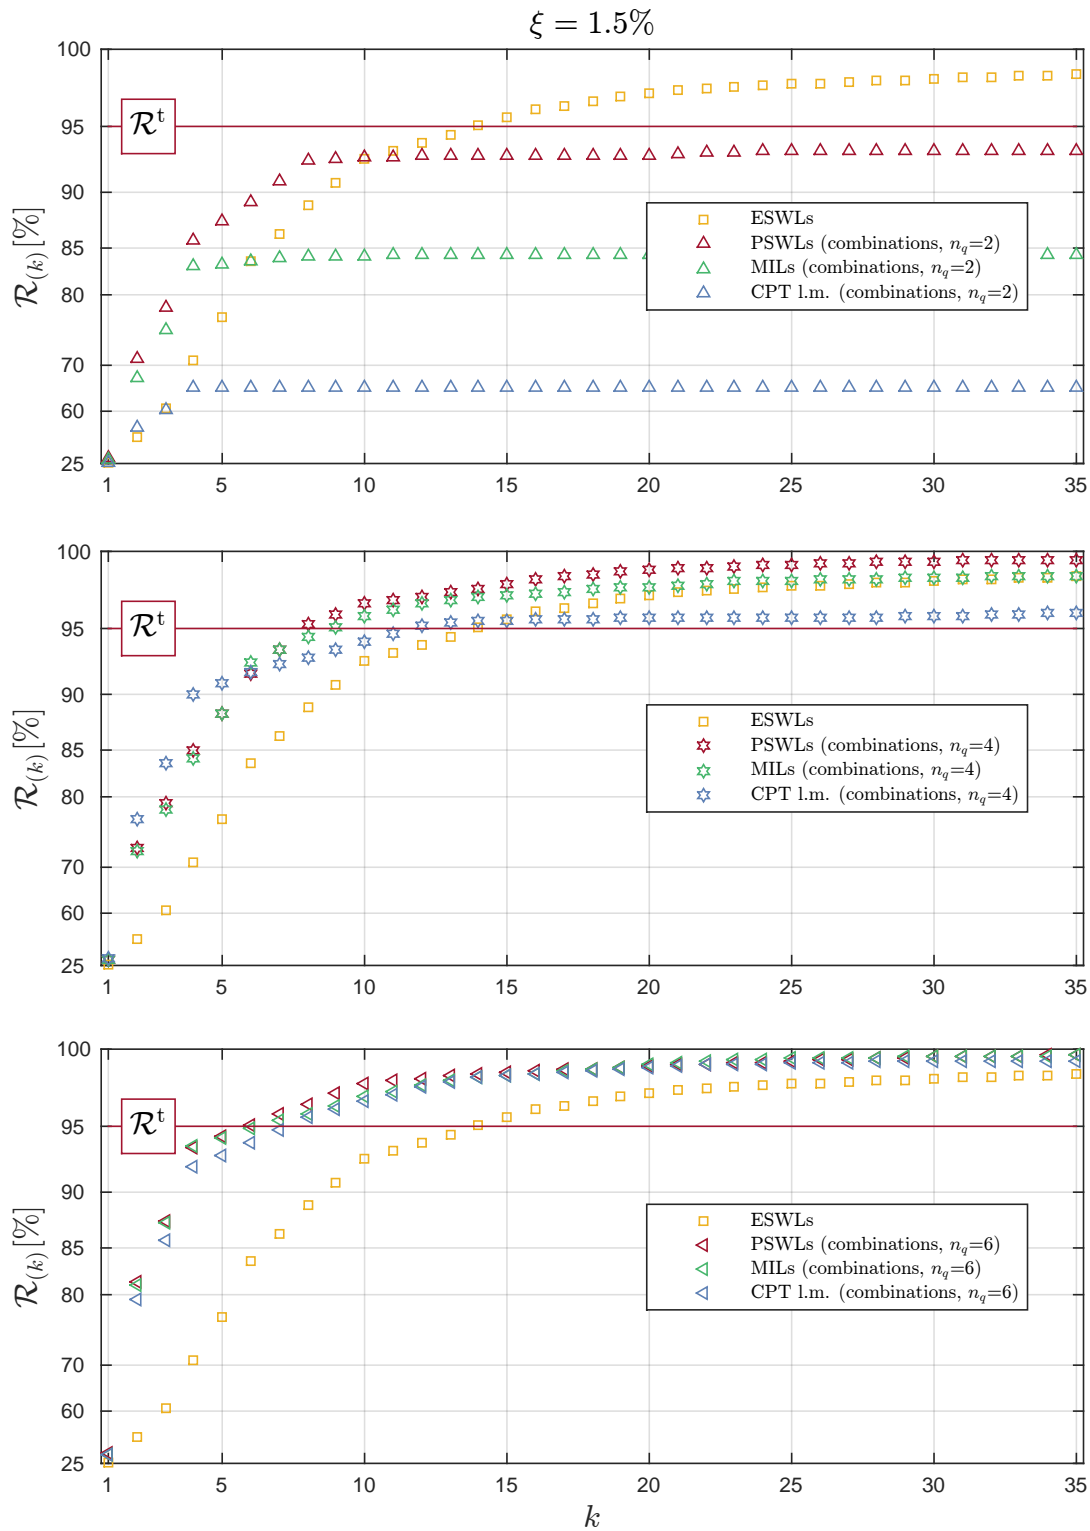 ξ = 1.5%
100
95
90
85
80
70
60
25
R_(k) [%]
R^t
ESWLs
PSWLs (combinations, n_q=2)
MILs (combinations, n_q=2)
CPT l.m. (combinations, n_q=2)
1 5 10 15 20 25 30 35
100
95
90
85
80
70
60
25
R_(k) [%]
R^t
ESWLs
PSWLs (combinations, n_q=4)
MILs (combinations, n_q=4)
CPT l.m. (combinations, n_q=4)
1 5 10 15 20 25 30 35
100
95
90
85
80
70
60
25
R_(k) [%]
R^t
ESWLs
PSWLs (combinations, n_q=6)
MILs (combinations, n_q=6)
CPT l.m. (combinations, n_q=6)
1 5 10 15 20 25 30 35
k